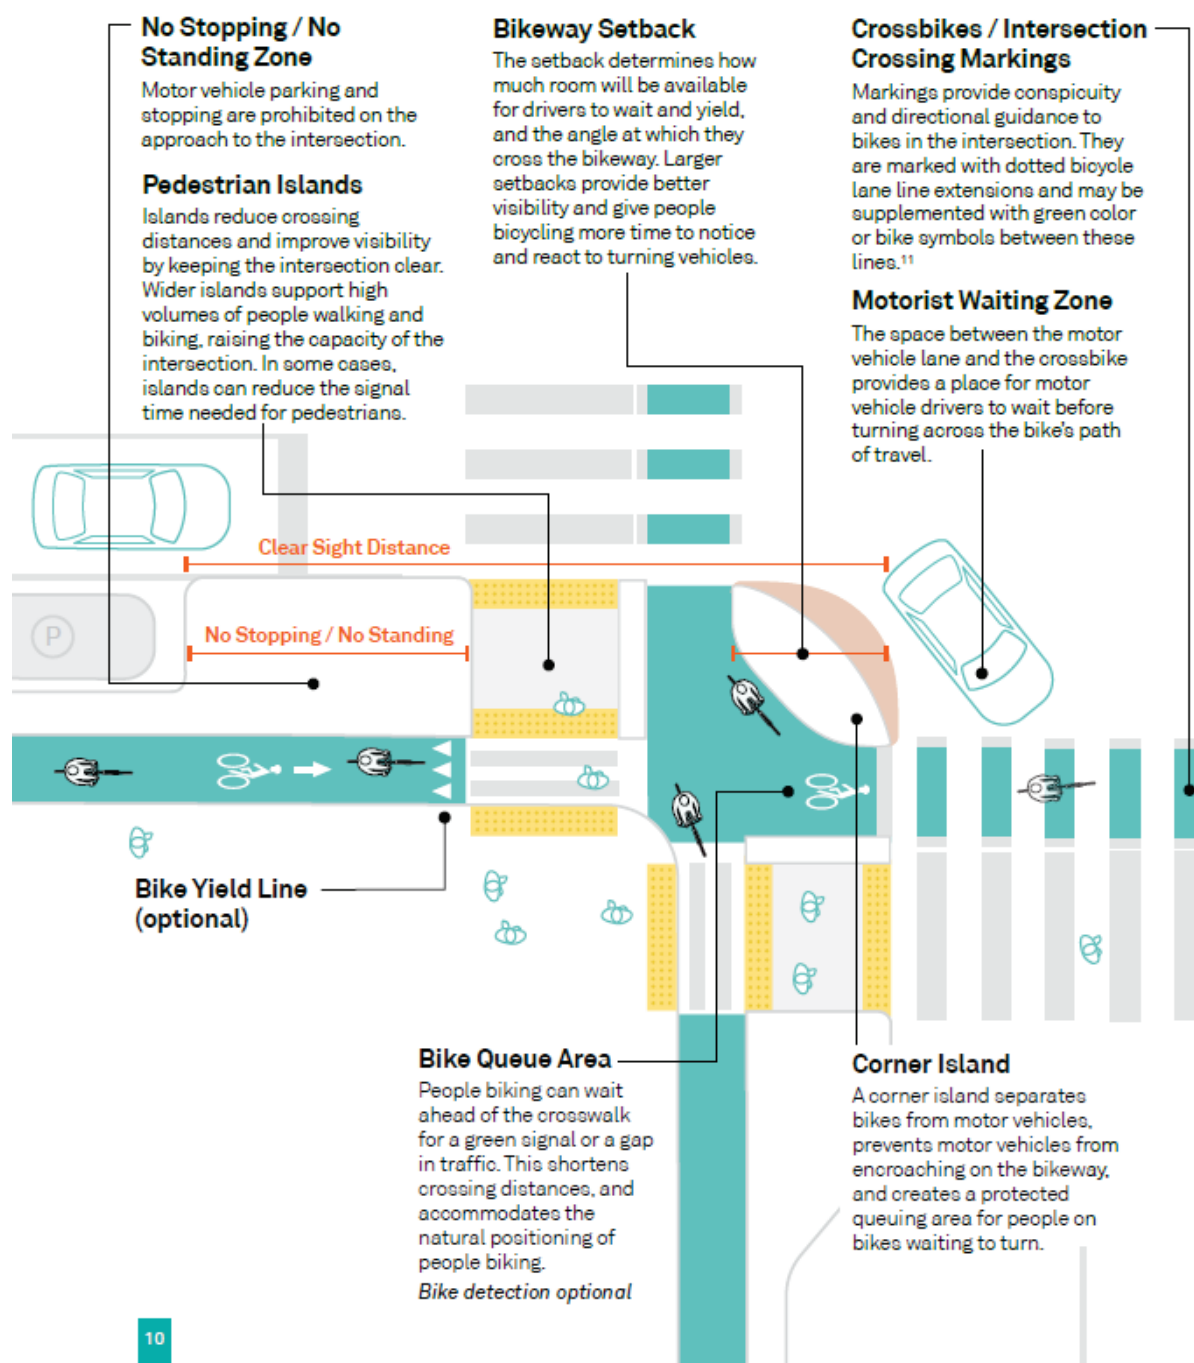 No Stopping / No
Standing Zone
Motor vehicle parking and
stopping are prohibited on the
approach to the intersection.
Pedestrian Islands
Islands reduce crossing
distances and improve visibility
by keeping the intersection clear.
Wider islands support high
volumes of people walking and
biking, raising the capacity of the
intersection. In some cases,
islands can reduce the signal
time needed for pedestrians.
Bikeway Setback
The setback determines how
much room will be available
for drivers to wait and yield,
and the angle at which they
cross the bikeway. Larger
setbacks provide better
visibility and give people
bicycling more time to notice
and react to turning vehicles.
Crossbikes / Intersection
Crossing Markings
Markings provide conspicuity
and directional guidance to
bikes in the intersection. They
are marked with dotted bicycle
lane line extensions and may be
supplemented with green color
or bike symbols between these
lines.¹¹
Motorist Waiting Zone
The space between the motor
vehicle lane and the crossbike
provides a place for motor
vehicle drivers to wait before
turning across the bike's path
of travel.
Clear Sight Distance
P
No Stopping / No Standing
Bike Yield Line
(optional)
Bike Queue Area
People biking can wait
ahead of the crosswalk
for a green signal or a gap
in traffic. This shortens
crossing distances, and
accommodates the
natural positioning of
people biking.
Bike detection optional
Corner Island
A corner island separates
bikes from motor vehicles,
prevents motor vehicles from
encroaching on the bikeway,
and creates a protected
queuing area for people on
bikes waiting to turn.
10